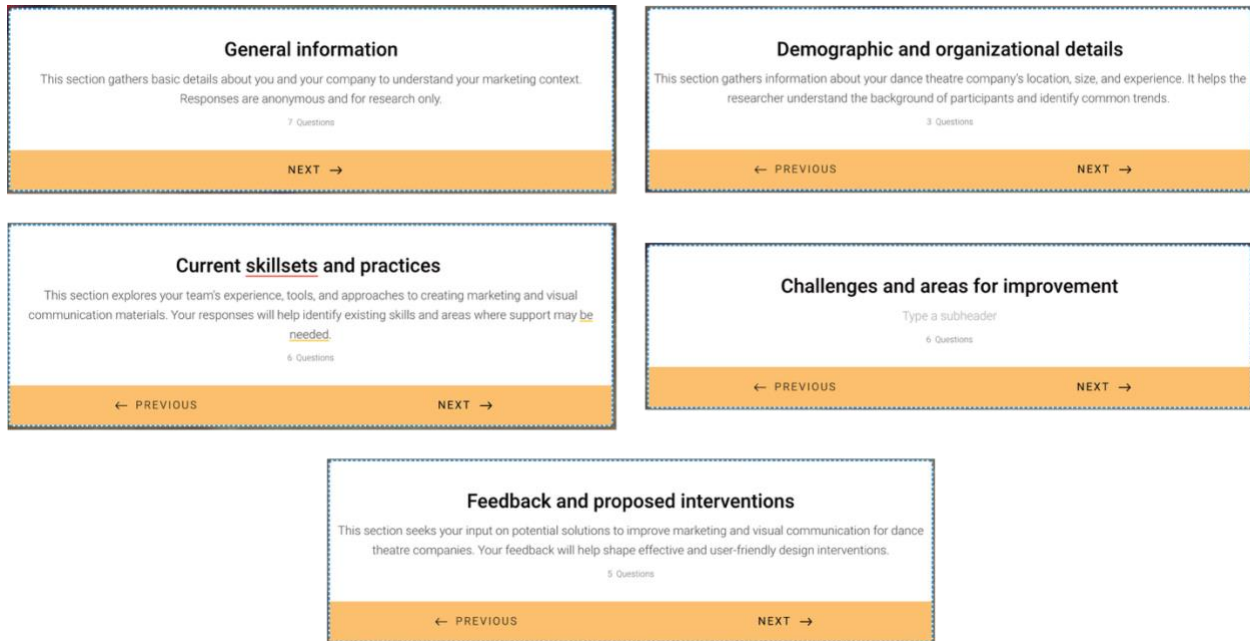 General information
This section gathers basic details about you and your company to understand your marketing context.
Responses are anonymous and for research only.
7 Questions
NEXT →
Demographic and organizational details
This section gathers information about your dance theatre company's location, size, and experience. It helps the
researcher understand the background of participants and identify common trends.
3 Questions
← PREVIOUS NEXT →
Current skillsets and practices
This section explores your team's experience, tools, and approaches to creating marketing and visual
communication materials. Your responses will help identify existing skills and areas where support may be
needed.
6 Questions
← PREVIOUS NEXT →
Challenges and areas for improvement
Type a subheader
6 Questions
← PREVIOUS NEXT →
Feedback and proposed interventions
This section seeks your input on potential solutions to improve marketing and visual communication for dance
theatre companies. Your feedback will help shape effective and user-friendly design interventions.
5 Questions
← PREVIOUS NEXT →